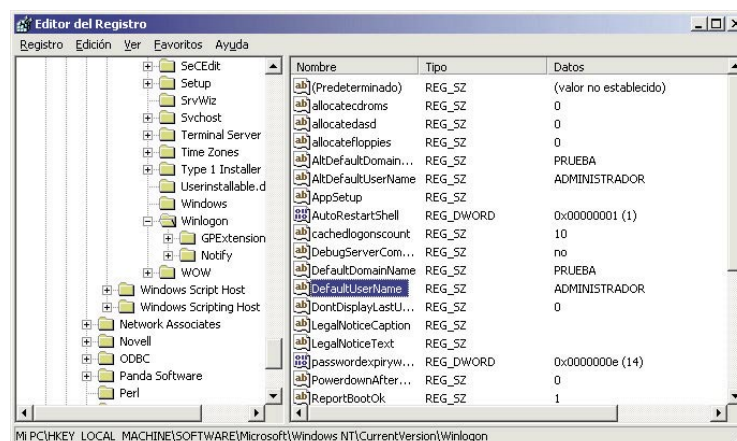 Editor del Registro
Registro Edición Ver Favoritos Ayuda
SeCEdit
Setup
SrvWiz
Svchost
Terminal Server
Time Zones
Type 1 Installer
Userinstallable.d
Windows
Winlogon
GPExtension
Notify
WOW
Windows Script Host
Windows Scripting Host
Network Associates
Novell
ODBC
Panda Software
Perl
Nombre Tipo Datos
(Predeterminado) REG_SZ (valor no establecido)
allocatecdroms REG_SZ 0
allocatedasd REG_SZ 0
allocatefloppies REG_SZ 0
AltDefaultDomain... REG_SZ PRUEBA
AltDefaultUserName REG_SZ ADMINISTRADOR
AppSetup REG_SZ
AutoRestartShell REG_DWORD 0x00000001 (1)
cachedlogonscount REG_SZ 10
DebugServerCom... REG_SZ no
DefaultDomainName REG_SZ PRUEBA
DefaultUserName REG_SZ ADMINISTRADOR
DontDisplayLastU... REG_SZ 0
LegalNoticeCaption REG_SZ
LegalNoticeText REG_SZ
passwordexpiryw... REG_DWORD 0x0000000e (14)
PowerdownAfter... REG_SZ 0
ReportBootOk REG_SZ 1
Mi PC\HKEY_LOCAL_MACHINE\SOFTWARE\Microsoft\Windows NT\CurrentVersion\Winlogon